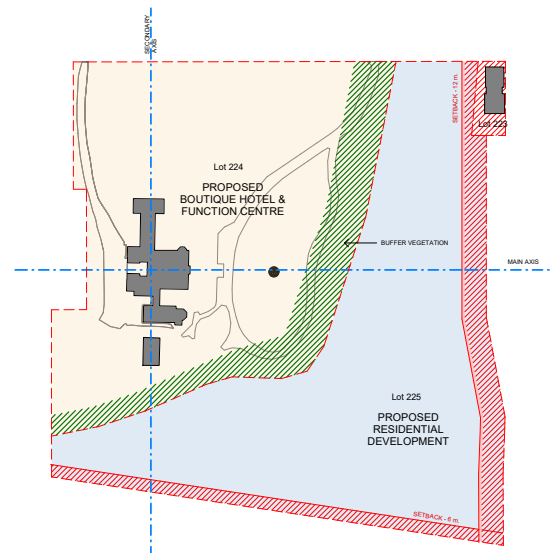 SECONDARY
AXIS
SETBACK - 12 m.
Lot 223
Lot 224
PROPOSED
BOUTIQUE HOTEL &
FUNCTION CENTRE
BUFFER VEGETATION
MAIN AXIS
Lot 225
PROPOSED
RESIDENTIAL
DEVELOPMENT
SETBACK - 6 m.